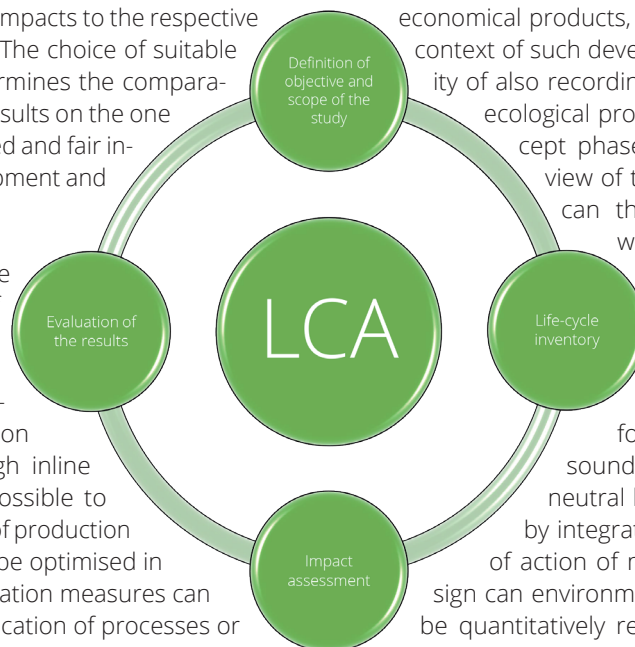 mpacts to the respective
The choice of suitable
rmines the compara-
sults on the one
ed and fair in-
pment and
e
-
on
gh inline
ossible to
of production
be optimised in
ation measures can
ication of processes or
Definition of
objective and
scope of the
study
Evaluation of
the results
LCA
Life-cycle
inventory
Impact
assessment
economical products,
context of such deve
ity of also recordin
ecological pro
cept phase
view of t
can th
w
fo
sound
neutral
by integrat
of action of
sign can environm
be quantitatively re